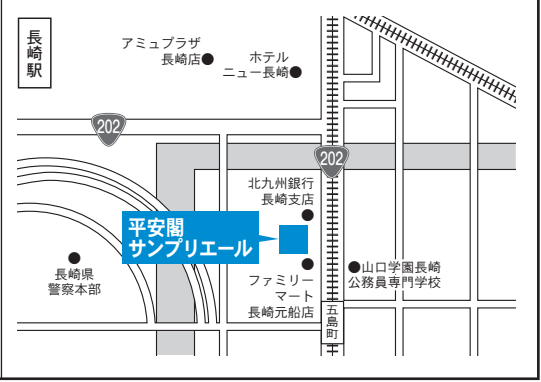 長崎駅
アミュプラザ
長崎店
ホテル
ニュー長崎
202
202
北九州銀行
長崎支店
平安閣
サンプリエール
長崎県
警察本部
ファミリー
マート
長崎元船店
山口学園長崎
公務員専門学校
五島町